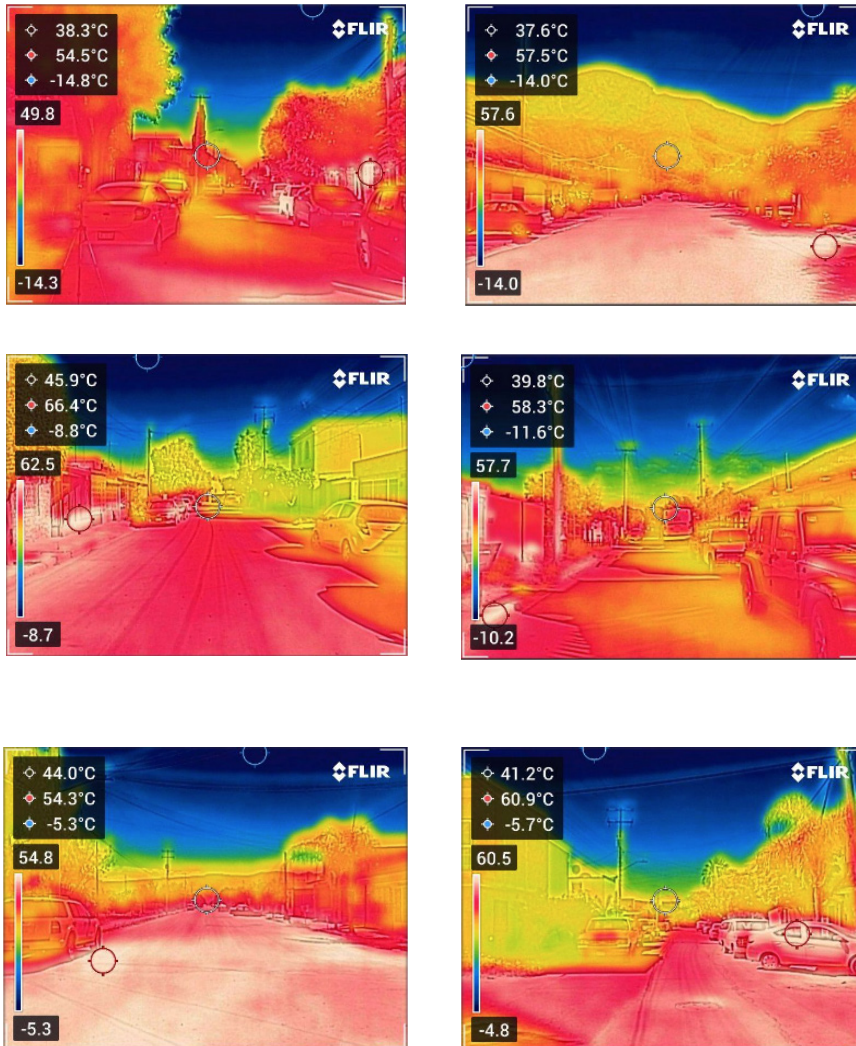 38.3°C
FLIR
54.5°C
-14.8°C
49.8
-14.3
37.6°C
FLIR
57.5°C
-14.0°C
57.6
-14.0
45.9°C
FLIR
66.4°C
-8.8°C
62.5
-8.7
39.8°C
FLIR
58.3°C
-11.6°C
57.7
-10.2
44.0°C
FLIR
54.3°C
-5.3°C
54.8
-5.3
41.2°C
FLIR
60.9°C
-5.7°C
60.5
-4.8